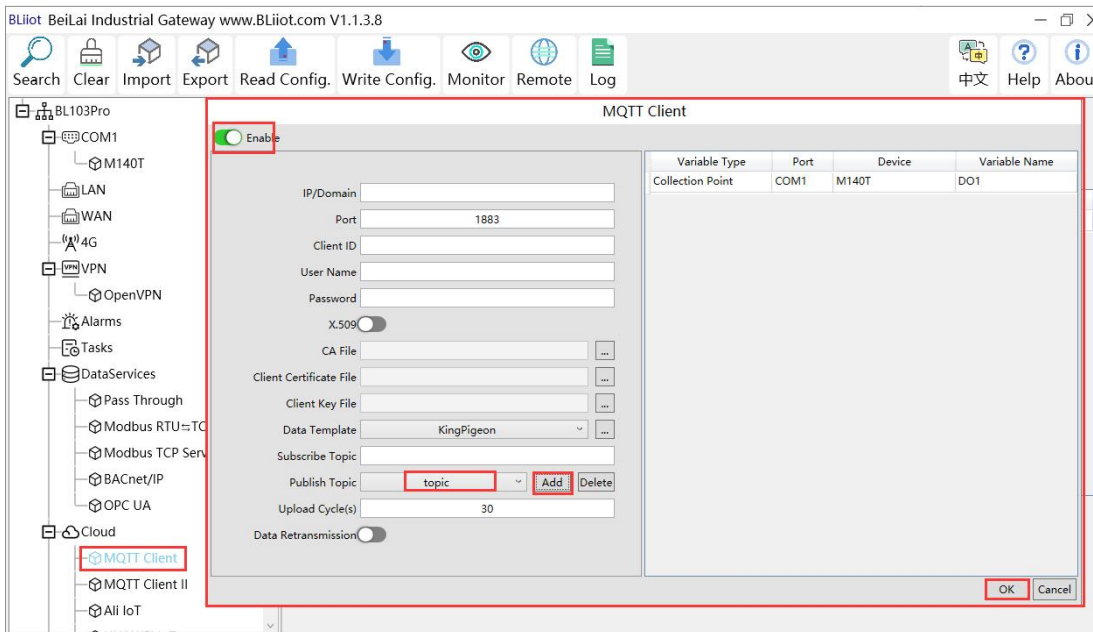 BLiiot BeiLai Industrial Gateway www.BLiiot.com V1.1.3.8
Search Clear Import Export Read Config. Write Config. Monitor Remote Log 中文 Help Abou
BL103Pro
COM1
M140T
LAN
WAN
4G
VPN
OpenVPN
Alarms
Tasks
DataServices
Pass Through
Modbus RTU⇆TC
Modbus TCP Serv
BACnet/IP
OPC UA
Cloud
MQTT Client
MQTT Client II
Ali IoT
MQTT Client
Enable
IP/Domain
Port 1883
Client ID
User Name
Password
X.509
CA File ...
Client Certificate File ...
Client Key File ...
Data Template KingPigeon ...
Subscribe Topic
Publish Topic topic Add Delete
Upload Cycle(s) 30
Data Retransmission
Variable Type Port Device Variable Name
Collection Point COM1 M140T DO1
OK Cancel